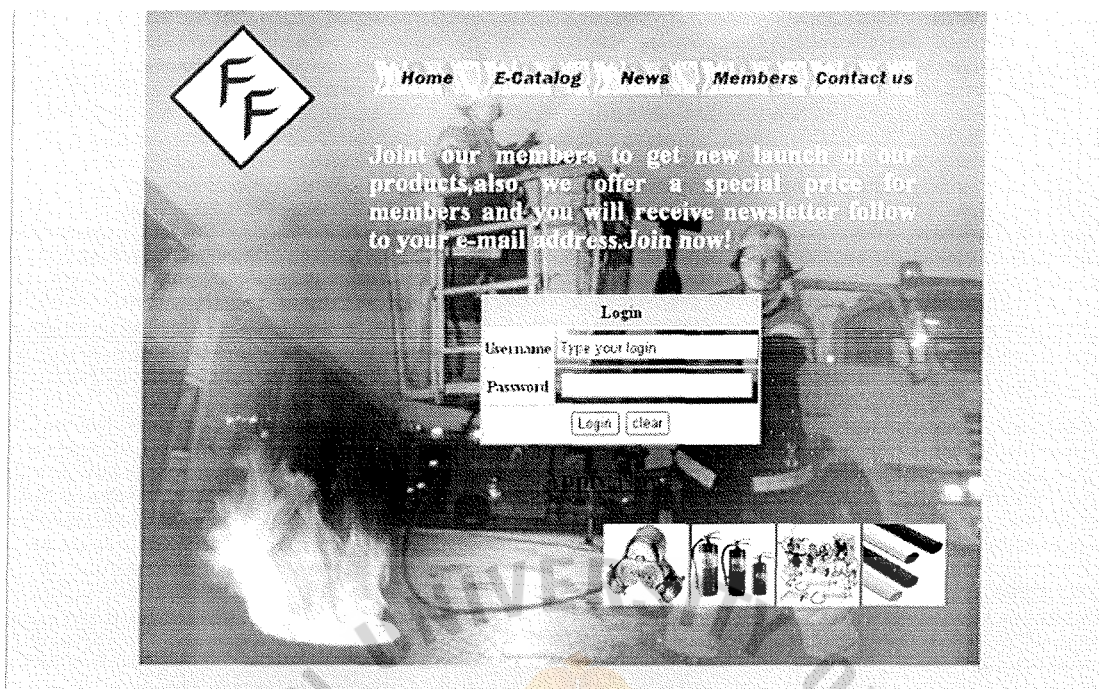 FF
Home E-Catalog News Members Contact us
Joint our members to get new launch of our
products,also we offer a special price for
members and you will receive newsletter follow
to your e-mail address.Join now!
Login
Username Type your login
Password
Login clear
UNIVERSITY